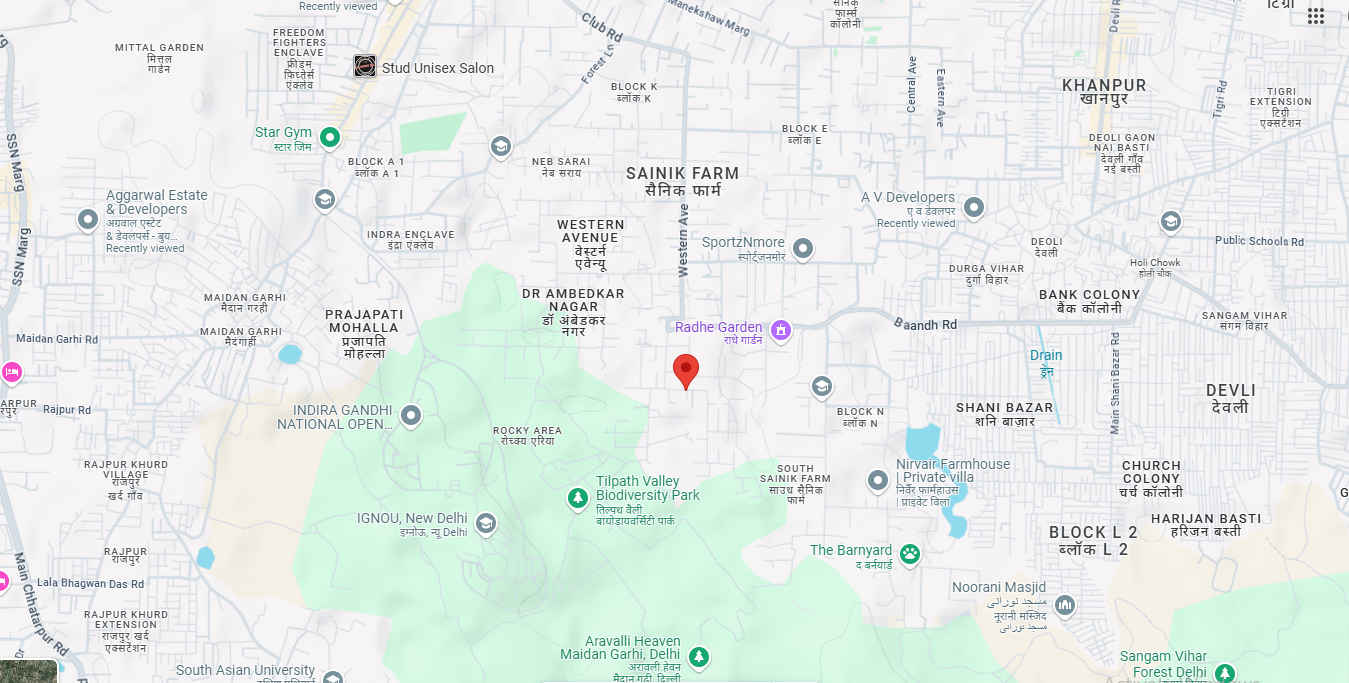 Recently viewed
Club Rd
Manekshaw Marg
सैनिक
फार्म्स
कॉलोनी
Devli Rd
टिग्री
MITTAL GARDEN
मित्तल
गार्डन
FREEDOM
FIGHTERS
ENCLAVE
फ्रीडम
फिघ्तेर्स
एंक्लेव
Stud Unisex Salon
Forest Ln
BLOCK K
ब्लॉक K
Central Ave
Eastern Ave
KHANPUR
खानपुर
Tigri Rd
TIGRI
EXTENSION
टिग्री
एक्सटेंशन
SSN Marg
Star Gym
स्टार जिम
BLOCK A 1
ब्लॉक A 1
NEB SARAI
नेब सराय
BLOCK E
ब्लॉक E
DEOLI GAON
NAI BASTI
देवली गाँव
नई बस्ती
SAINIK FARM
सैनिक फार्म
Aggarwal Estate
& Developers
अग्रवाल एस्टेट
& डेवलपर्स - बुय...
Recently viewed
SSN Marg
INDRA ENCLAVE
इंद्रा एंक्लेव
WESTERN
AVENUE
वेस्टर्न
एवेन्यू
Western Ave
SportzNmore
स्पोर्ट्ज़नमोर
A V Developers
ए व डेवलपर
Recently viewed
DEOLI
देवली
Public Schools Rd
Holi Chowk
होली चौक
DURGA VIHAR
दुर्गा विहार
MAIDAN GARHI
मैदान गरही
DR AMBEDKAR
NAGAR
डॉ अंबेडकर
नगर
BANK COLONY
बैंक कॉलोनी
SANGAM VIHAR
संगम विहार
PRAJAPATI
MOHALLA
प्रजापति
मोहल्ला
Maidan Garhi Rd
MAIDAN GARHI
मैदंगार्ही
Radhe Garden
राधे गार्डन
Baandh Rd
Drain
ड्रेन
Main Shani Bazar Rd
Rajpur Rd
INDIRA GANDHI
NATIONAL OPEN...
ROCKY AREA
रोच्क्य एरिया
BLOCK N
ब्लॉक N
SHANI BAZAR
शनि बाज़ार
DEVLI
देवली
RAJPUR KHURD
VILLAGE
राजपुर
खर्द गाँव
Tilpath Valley
Biodiversity Park
तिल्पथ वैली
बायोडायवर्सिटी पार्क
SOUTH
SAINIK FARM
साउथ सैनिक
फार्म
Nirvair Farmhouse
| Private villa
निर्वैर फार्महाउस
| प्राइवेट विला
CHURCH
COLONY
चर्च कॉलोनी
IGNOU, New Delhi
इग्नोऊ, न्यू दिल्ली
HARIJAN BASTI
हरिजन बस्ती
BLOCK L 2
ब्लॉक L 2
RAJPUR
राजपुर
The Barnyard
द बर्नयार्ड
Main Chhatarpur Rd
Lala Bhagwan Das Rd
Noorani Masjid
مسجد نورانی
नूरानी मस्जिद
مسجد نورانی
RAJPUR KHURD
EXTENSION
राजपुर खर्द
एक्सटेंसिन
Aravalli Heaven
Maidan Garhi, Delhi
अरावली हेवन
मैदान गढ़ी, दिल्ली
South Asian University
Sangam Vihar
Forest Delhi